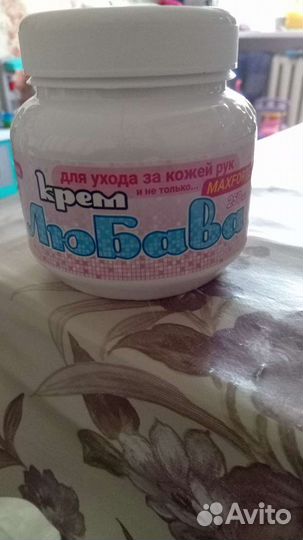 для ухода за кожей рук
и не только...
крем
Любава
Avito